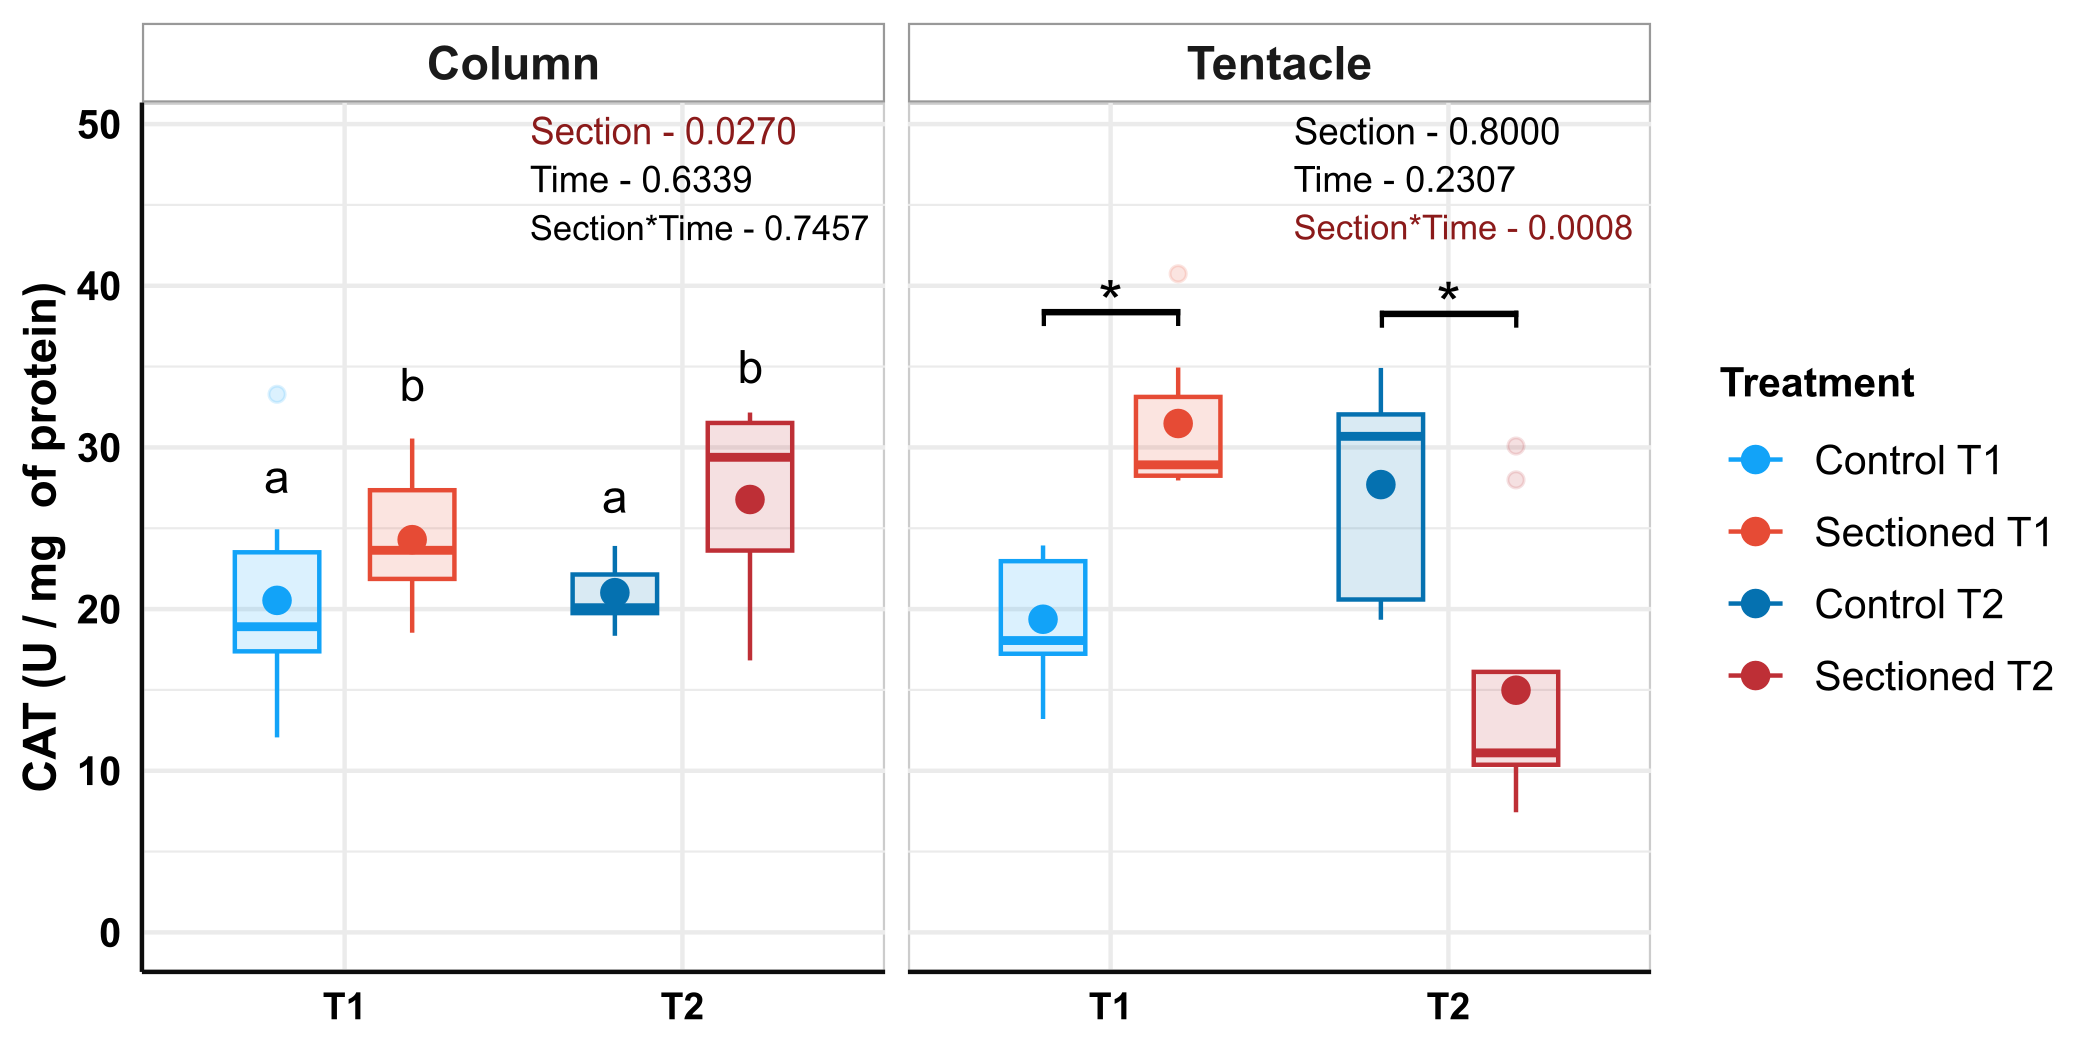 Column
Tentacle
Section - 0.0270
Time - 0.6339
Section*Time - 0.7457
Section - 0.8000
Time - 0.2307
Section*Time - 0.0008
CAT (U / mg  of protein)
50
40
30
20
10
0
a
b
a
b
*
*
T1
T2
T1
T2
Treatment
Control T1
Sectioned T1
Control T2
Sectioned T2